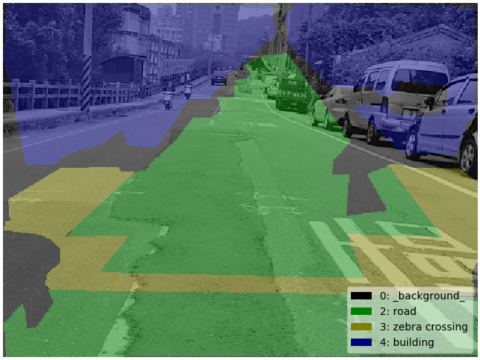 0: _background_
2: road
3: zebra crossing
4: building